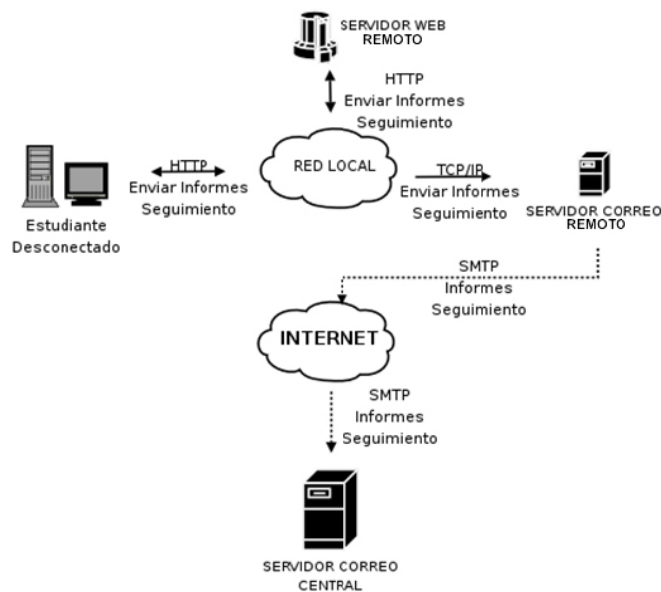 SERVIDOR WEB
REMOTO
HTTP
Enviar Informes
Seguimiento
HTTP
Enviar Informes
Seguimiento
Estudiante
Desconectado
RED LOCAL
TCP/IP
Enviar Informes
Seguimiento
SERVIDOR CORREO
REMOTO
SMTP
Informes
Seguimiento
INTERNET
SMTP
Informes
Seguimiento
SERVIDOR CORREO
CENTRAL